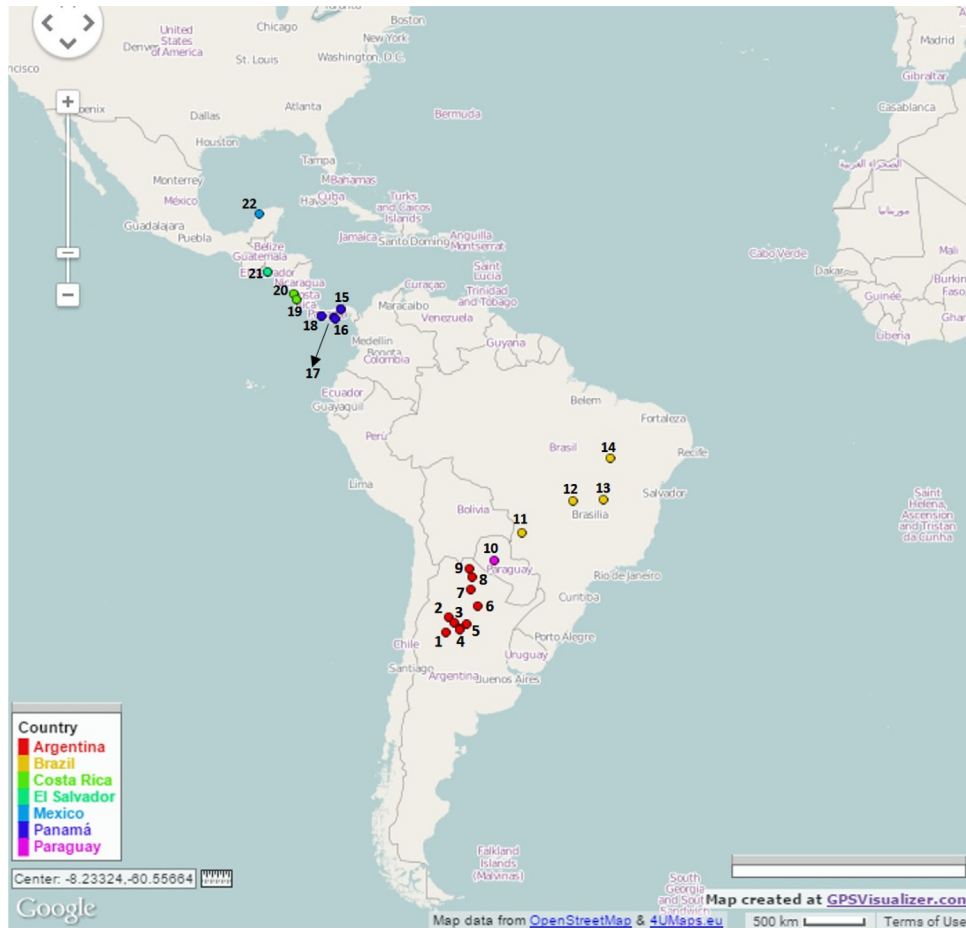 Boston
Chicago
United
States
of America
Denver
New York
St. Louis
Washington, D.C.
Madrid
Gibraltar
Casablanca
Atlanta
Dallas
Bermuda
Houston
Tampa
Monterrey
Bahamas
México
Cuba
Turks
and Caicos
Islands
22
Guadalajara
Puebla
Jamaica
Santo Domingo
Anguilla
Montserrat
Belize
Guatemala
Cabo Verde
Mali
Dakar
21
Nicaragua
Saint
Lucia
Curaçao
Trinidad
and Tobago
Guinée
Burkina
Faso
20
15
Maracaibo
19
18
16
Venezuela
Liberia
Medellin
Guyana
Bogota
Colombia
17
Ecuador
Guayaquil
Belem
Fortaleza
Perú
Brasil
14
Recife
Lima
12
13
Salvador
Brasilia
Bolivia
Saint
Helena,
Ascension
and Tristan
da Cunha
11
10
9
Paraguay
8
Rio de Janeiro
7
Curitiba
2
3
6
5
1
4
Porto Alegre
Chile
Uruguay
Santiago
Argentina
Buenos Aires
Country
Argentina
Brazil
Costa Rica
El Salvador
Mexico
Panamá
Paraguay
Falkland
Islands
(Malvinas)
Center: -8.23324,-60.55664
South
Georgia
Map created at GPSVisualizer.com
Google
Map data from OpenStreetMap & 4UMaps.eu
500 km
Terms of Use